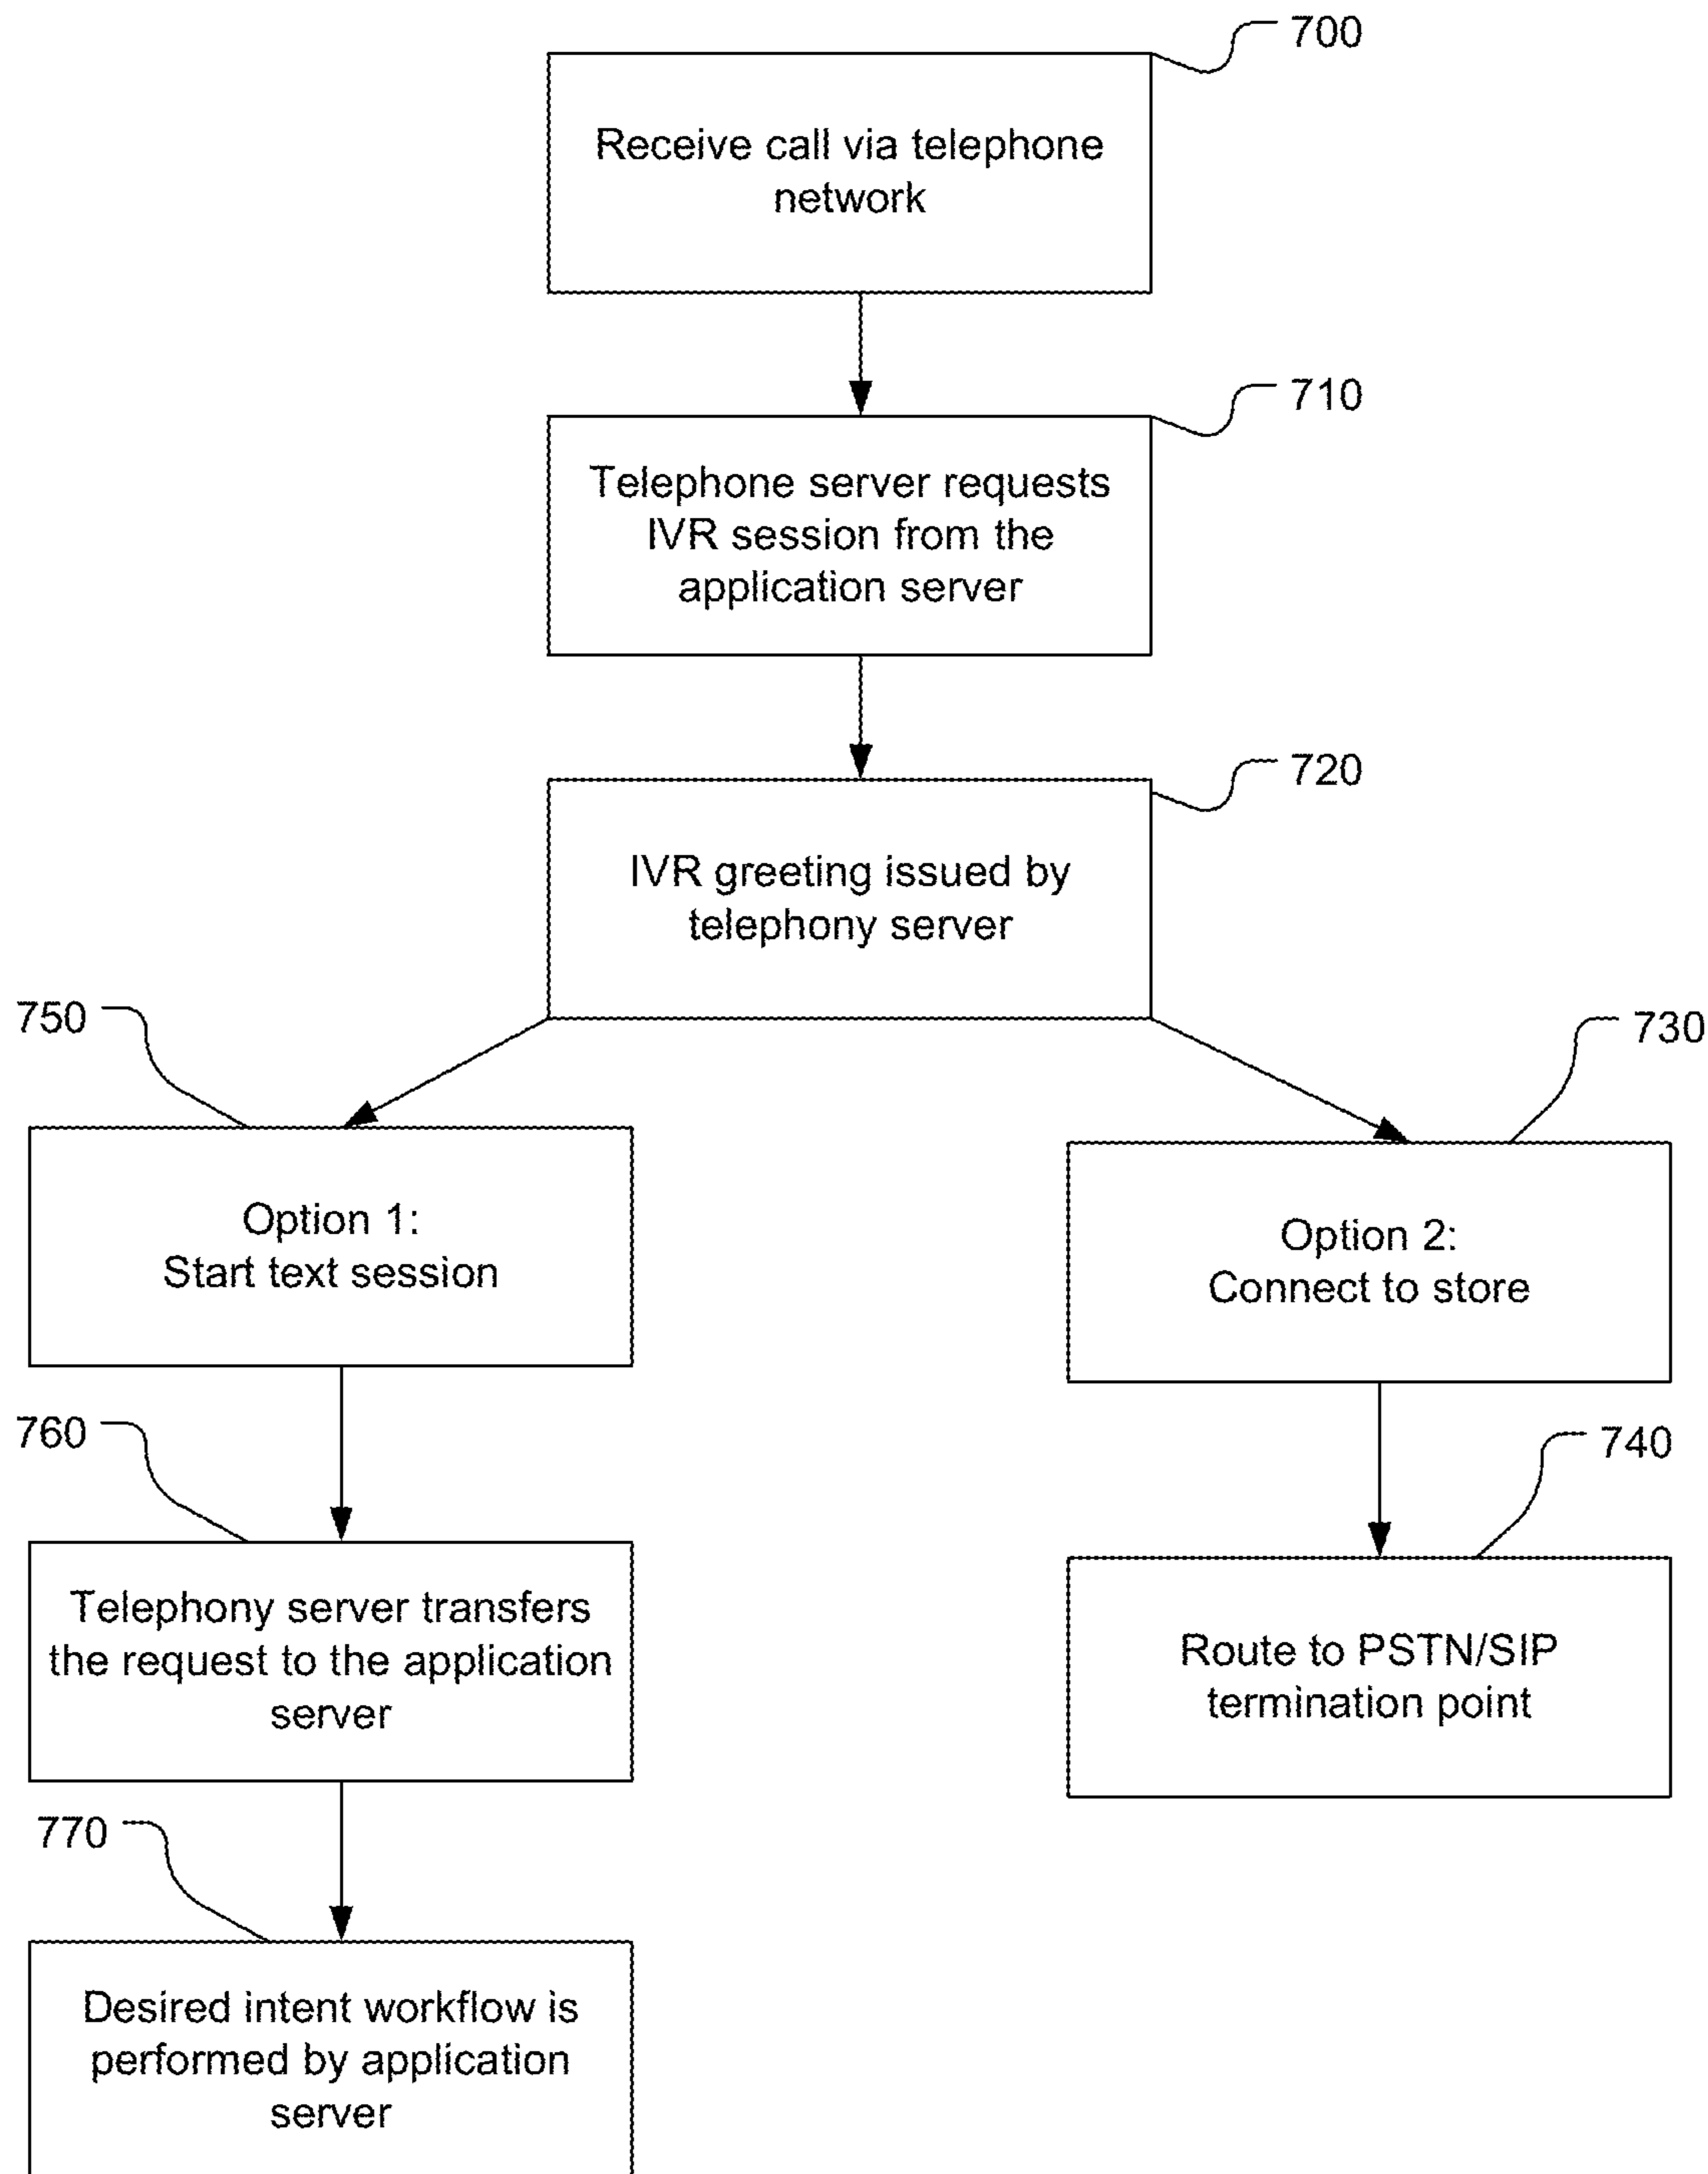 700
Receive call via telephone
network
710
Telephone server requests
IVR session from the
application server
720
IVR greeting issued by
telephony server
750
730
Option 1:
Start text session
Option 2:
Connect to store
760
740
Telephony server transfers
the request to the application
server
Route to PSTN/SIP
termination point
770
Desired intent workflow is
performed by application
server